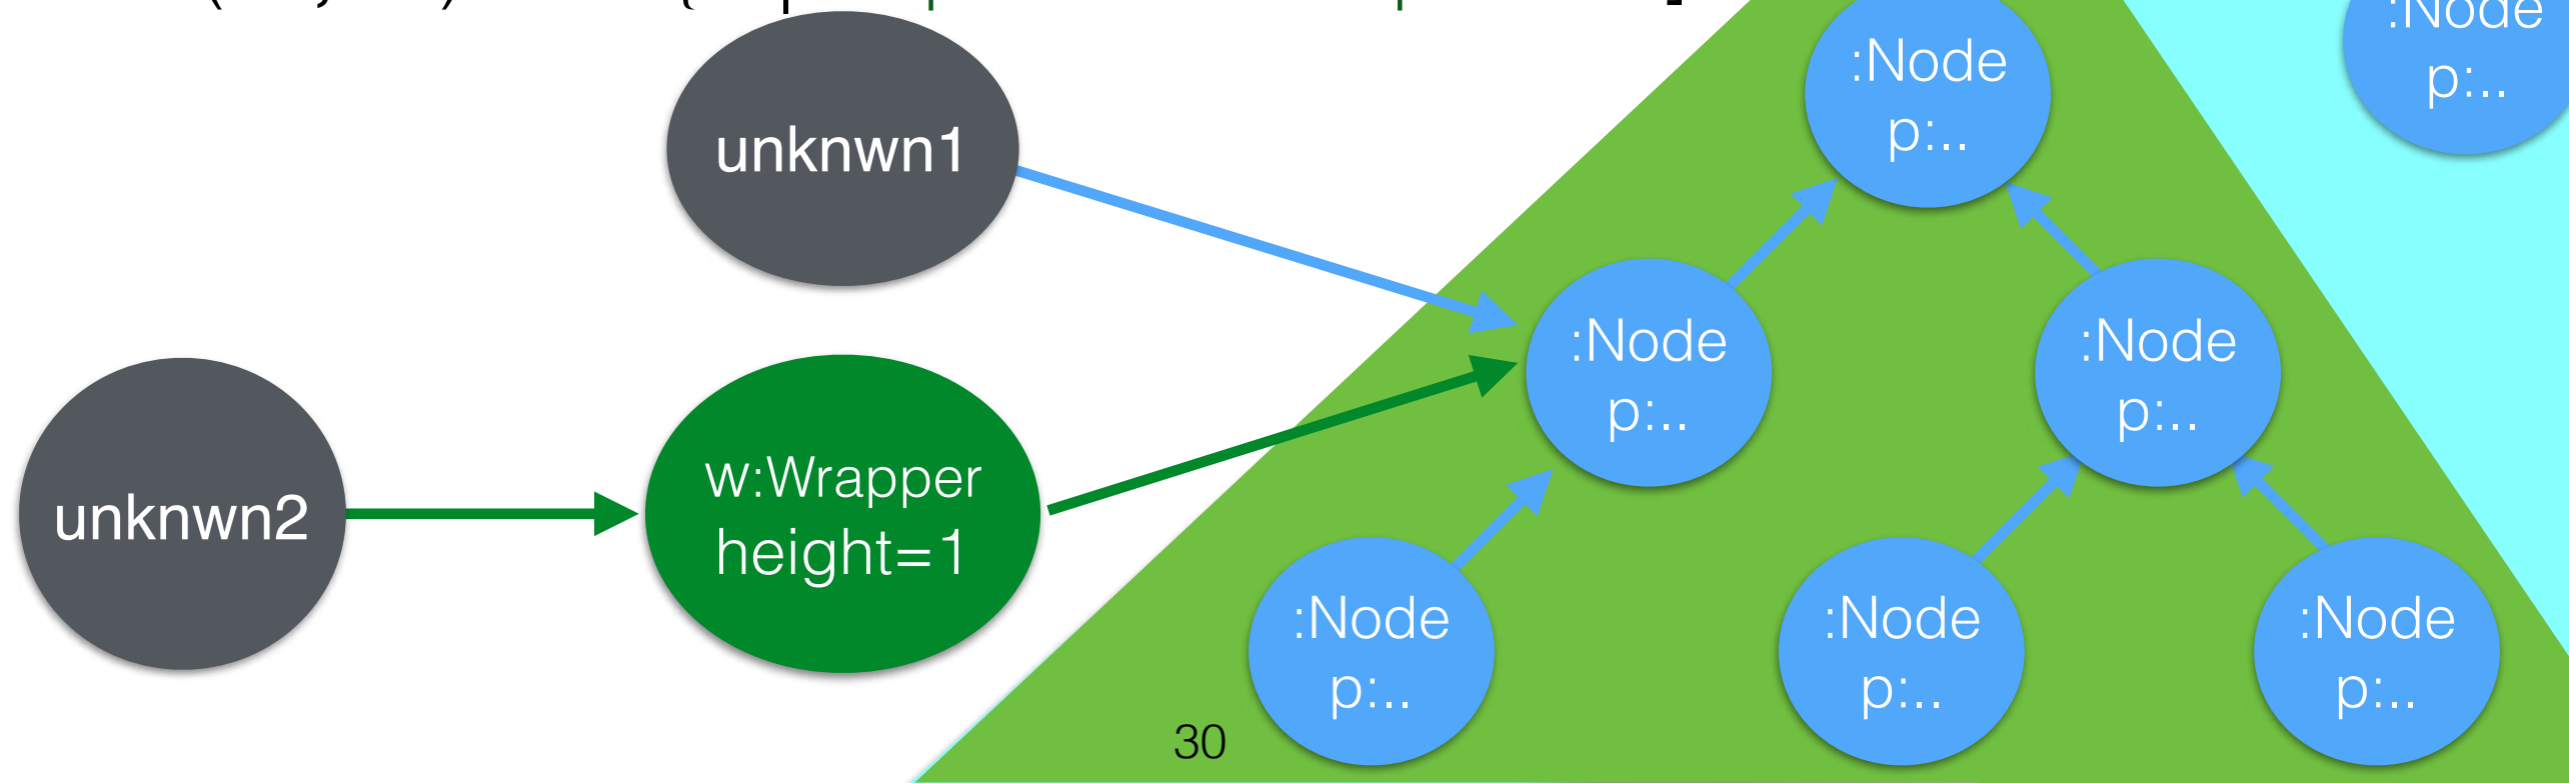 :Node
p:..
:Node
p:..
unknwn1
:Node
p:..
:Node
p:..
unknwn2
w:Wrapper
height=1
:Node
p:..
:Node
p:..
:Node
p:..
30